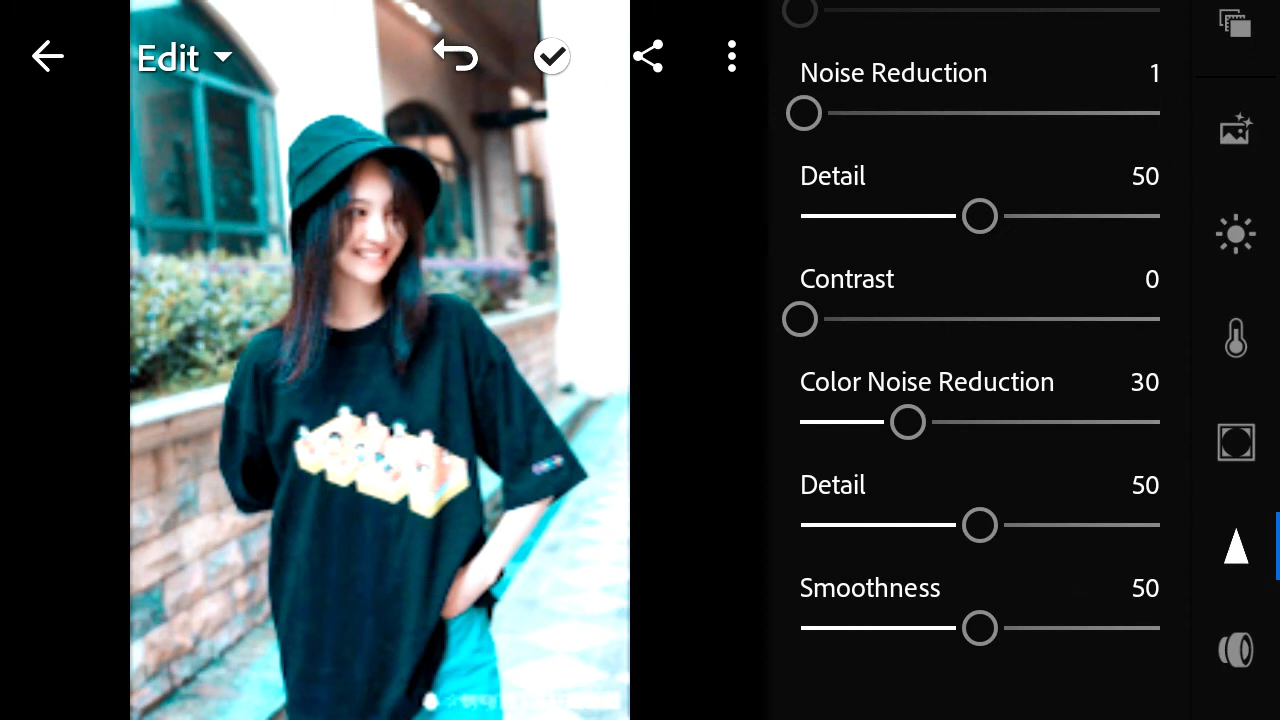 Edit
Noise Reduction 1
Detail 50
Contrast 0
Color Noise Reduction 30
Detail 50
Smoothness 50